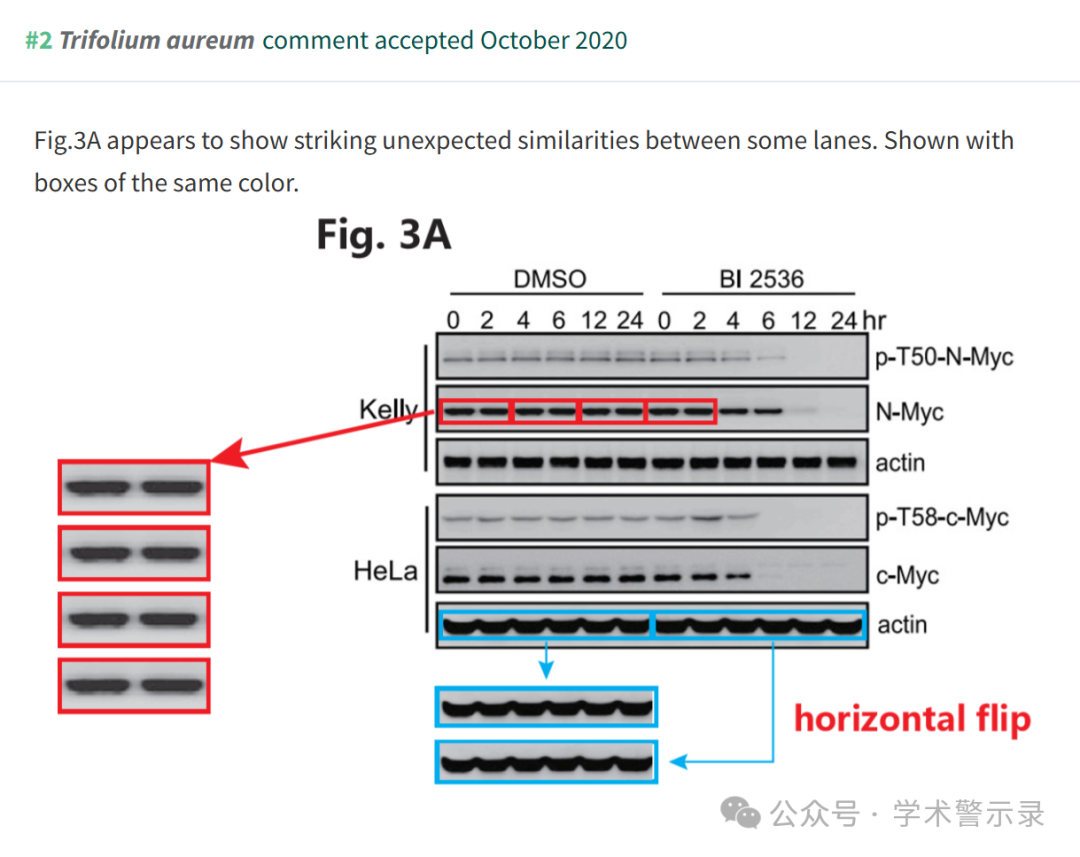 #2 Trifolium aureum comment accepted October 2020
Fig.3A appears to show striking unexpected similarities between some lanes. Shown with
boxes of the same color.
Fig. 3A
DMSO BI 2536
0 2 4 6 12 24 0 2 4 6 12 24 hr
p-T50-N-Myc
Kelly N-Myc
actin
p-T58-c-Myc
HeLa c-Myc
actin
horizontal flip
公众号 · 学术警示录